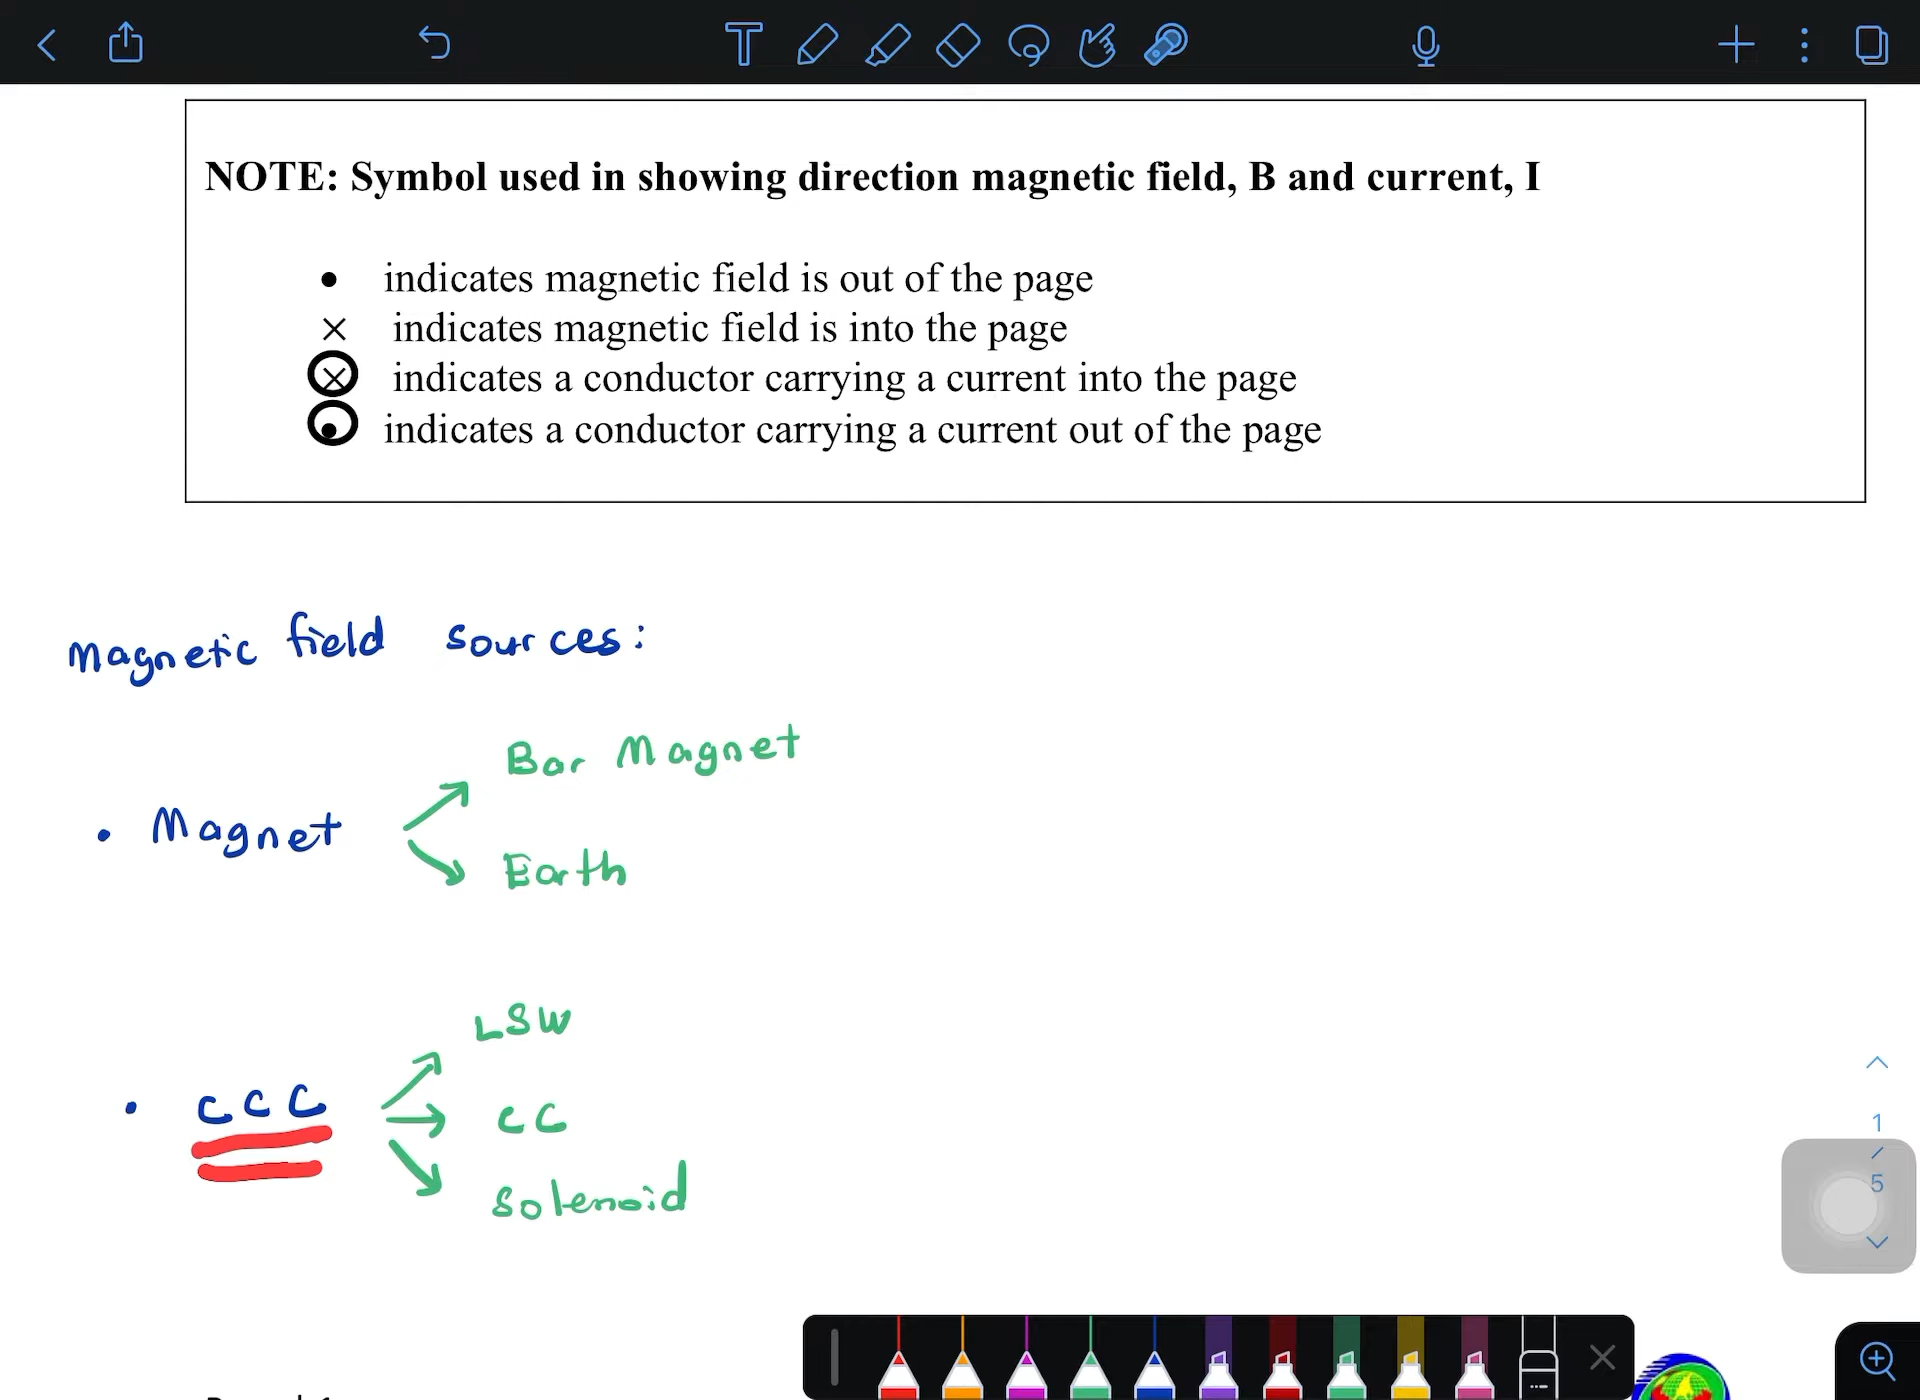 NOTE: Symbol used in showing direction magnetic field, B and current, I
• indicates magnetic field is out of the page
× indicates magnetic field is into the page
indicates a conductor carrying a current into the page
indicates a conductor carrying a current out of the page
Magnetic field sources:
Bar Magnet
• Magnet
Earth
LSW
• CCC
CC
Solenoid
1
/
5